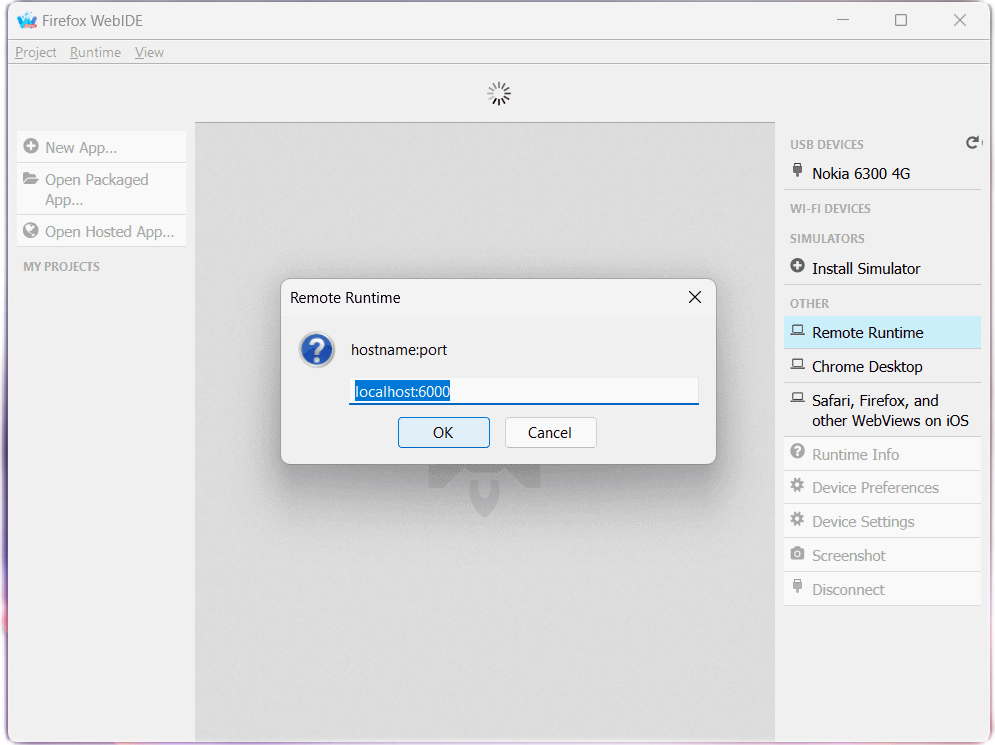 Firefox WebIDE
Project Runtime View
New App...
Open Packaged
App...
Open Hosted App...
MY PROJECTS
Remote Runtime
hostname:port
localhost:6000
OK Cancel
USB DEVICES
Nokia 6300 4G
WI-FI DEVICES
SIMULATORS
Install Simulator
OTHER
Remote Runtime
Chrome Desktop
Safari, Firefox, and
other WebViews on iOS
Runtime Info
Device Preferences
Device Settings
Screenshot
Disconnect